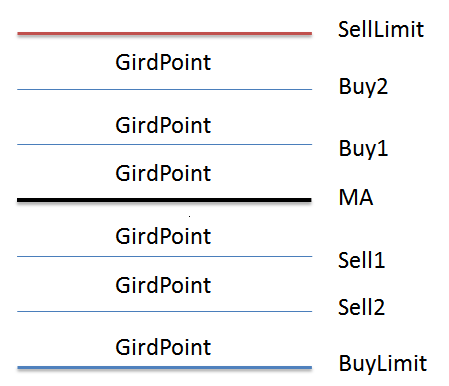 SellLimit
GirdPoint
Buy2
GirdPoint
Buy1
GirdPoint
MA
GirdPoint
Sell1
GirdPoint
Sell2
GirdPoint
BuyLimit